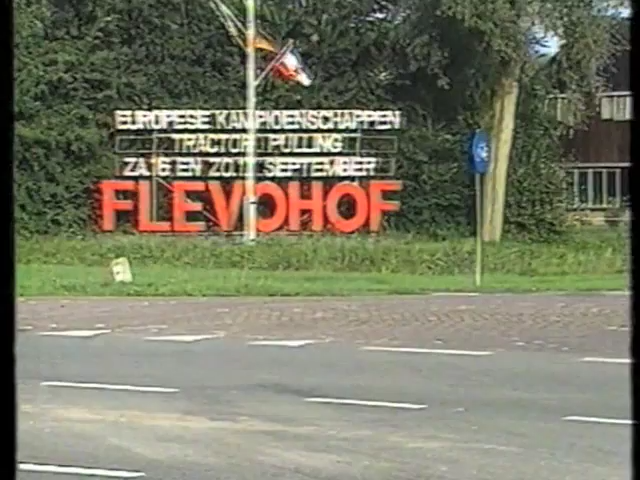 EUROPESE KAMPIOENSCHAPPEN
TRACTOR PULLING
ZA.16 EN ZO.17 SEPTEMBER
FLEVOHOF